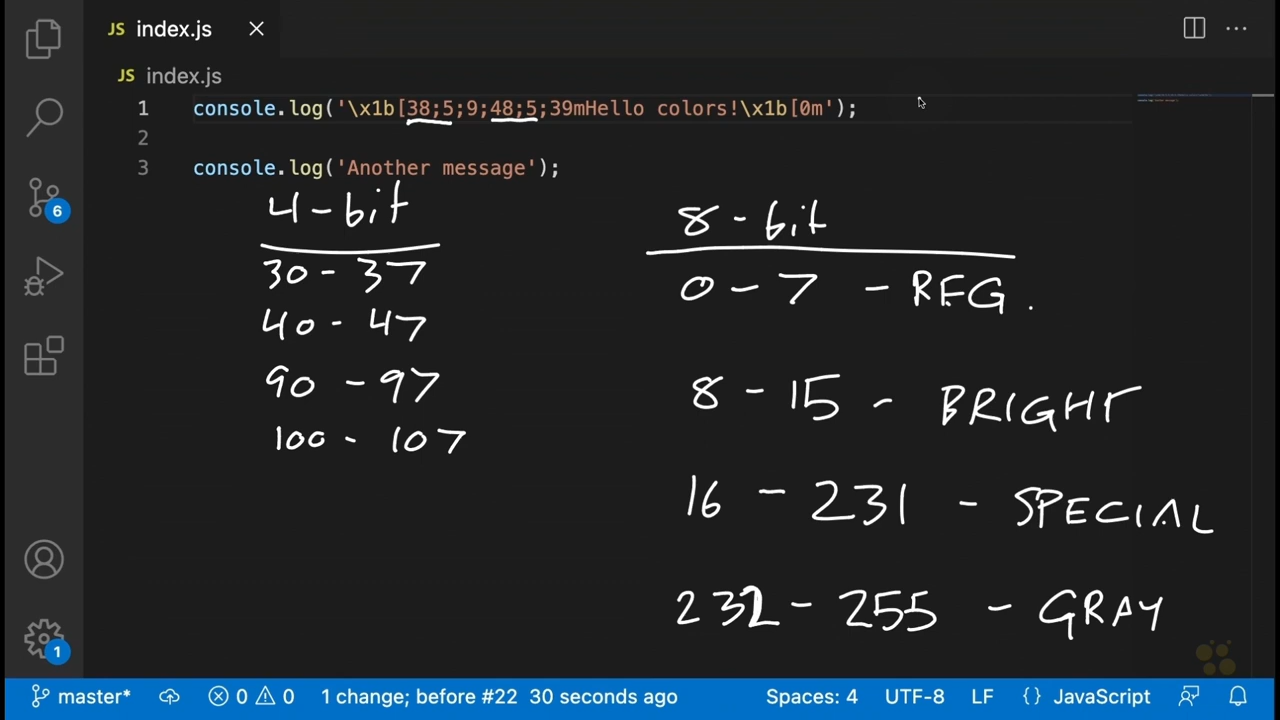 JS index.js
JS index.js
1 console.log('\x1b[38;5;9;48;5;39mHello colors!\x1b[0m');
2
3 console.log('Another message');
4-bit
30 - 37
40 - 47
90 - 97
100 - 107
8-bit
0 - 7 - REG.
8 - 15 - BRIGHT
16 - 231 - SPECIAL
232 - 255 - GRAY
6
1
master* 0 0 1 change; before #22 30 seconds ago Spaces: 4 UTF-8 LF {} JavaScript